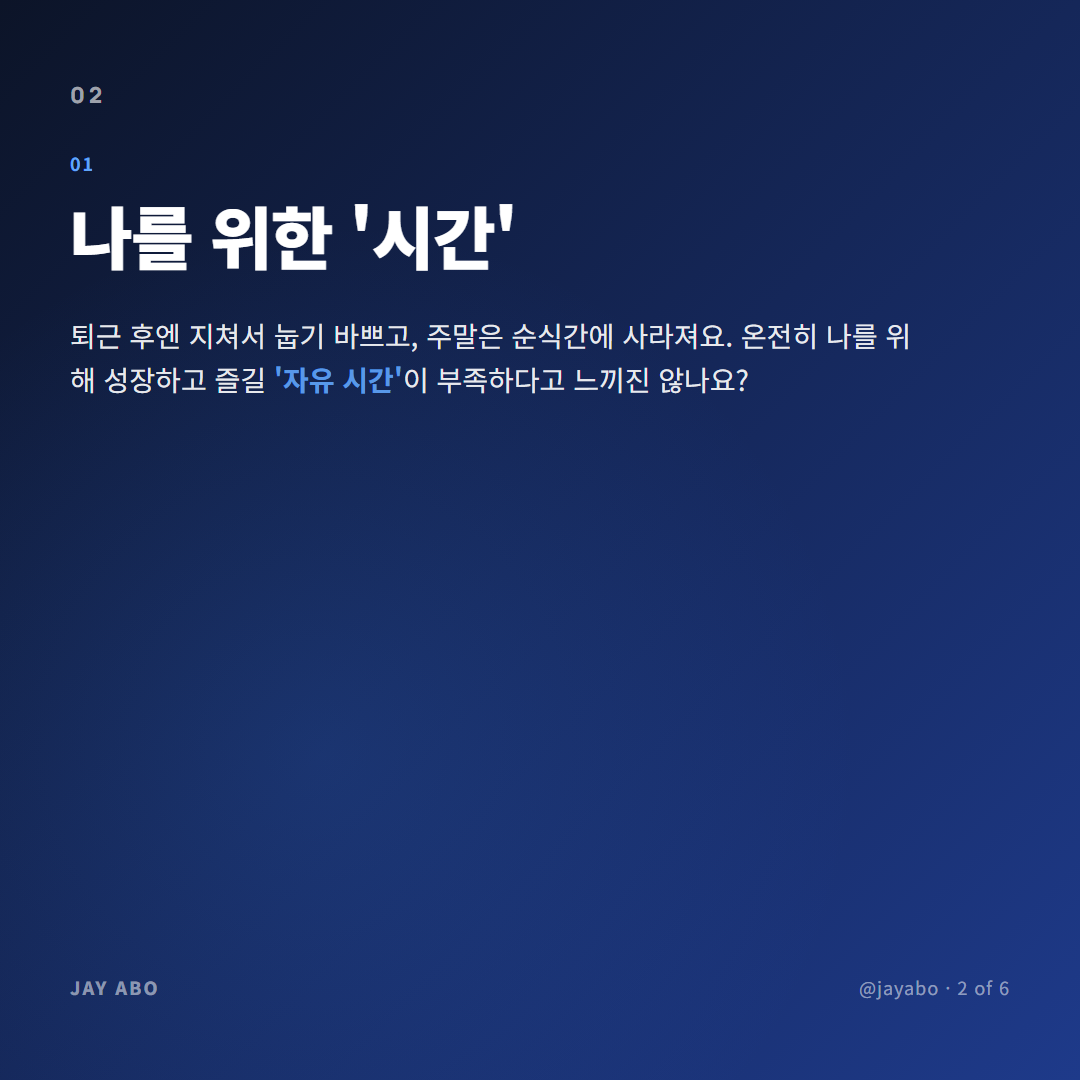 02
01
나를 위한 '시간'
퇴근 후엔 지쳐서 눕기 바쁘고, 주말은 순식간에 사라져요. 온전히 나를 위
해 성장하고 즐길 '자유 시간'이 부족하다고 느끼진 않나요?
JAY ABO
@jayabo · 2 of 6